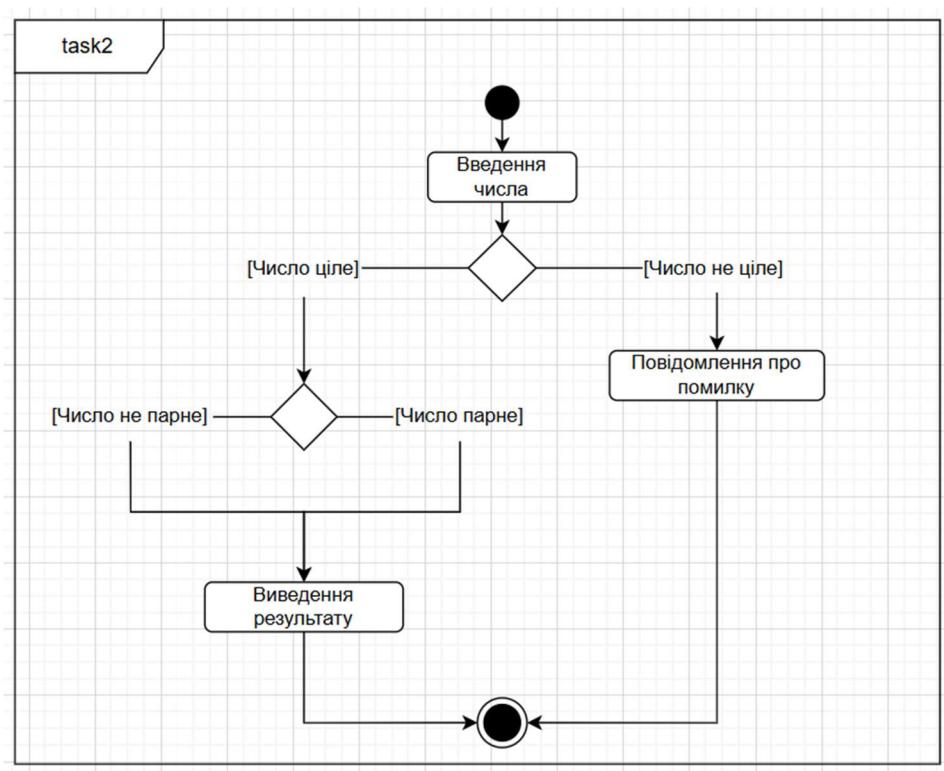 task2
Введення
числа
[Число ціле]
[Число не ціле]
Повідомлення про
помилку
[Число не парне]
[Число парне]
Виведення
результату